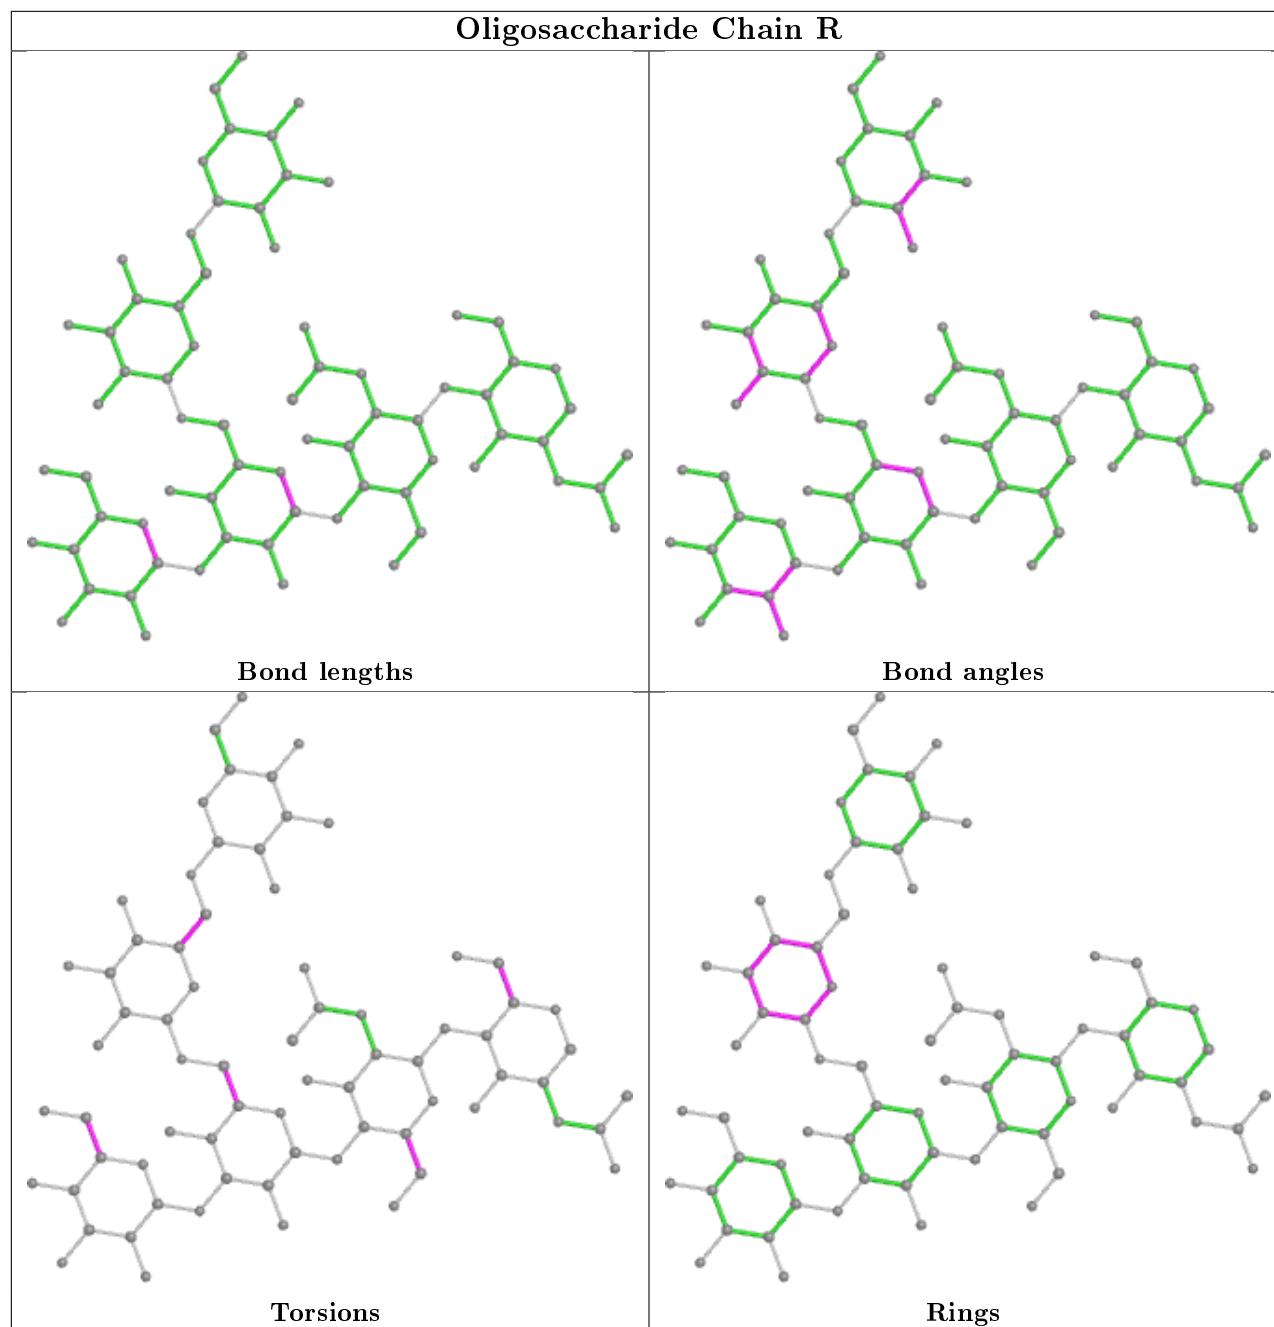 Oligosaccharide Chain R
Bond lengths
Bond angles
Torsions
Rings